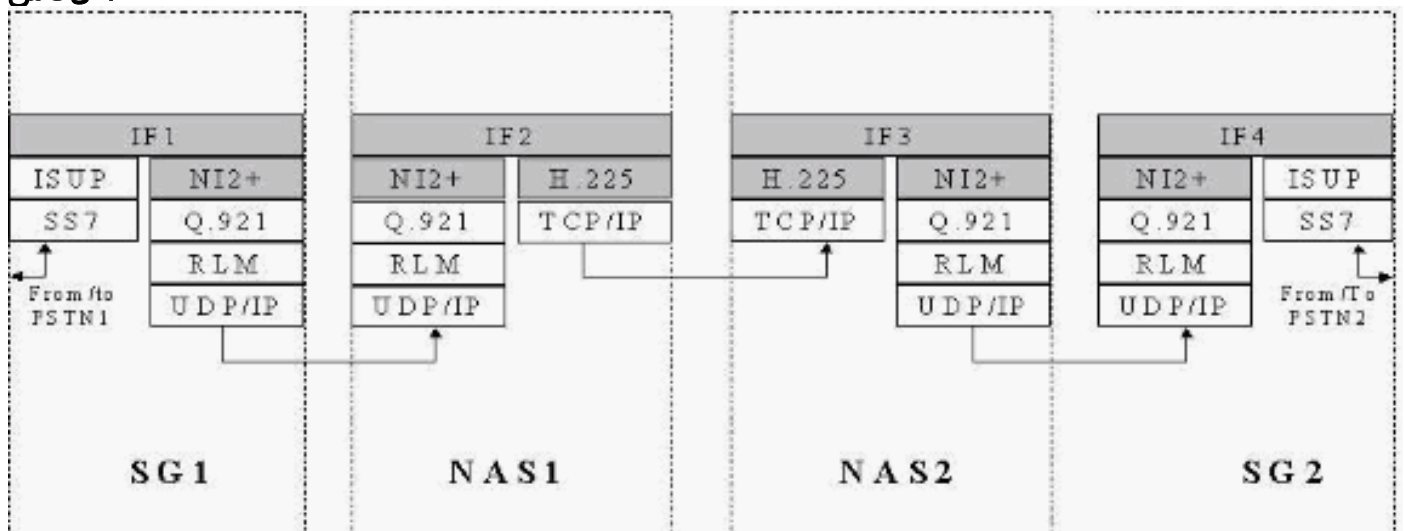 IF1 IF2 IF3 IF4
ISUP NI2+ NI2+ H.225 H.225 NI2+ NI2+ ISUP
SS7 Q.921 Q.921 TCP/IP TCP/IP Q.921 Q.921 SS7
RLM RLM RLM RLM
From/to
PSTN1
UDP/IP UDP/IP UDP/IP UDP/IP
From/To
PSTN2
SG1 NAS1 NAS2 SG2